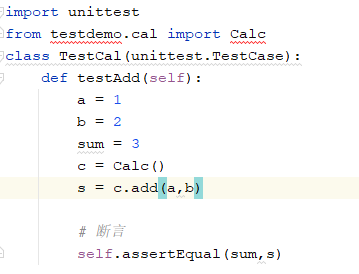 import unittest
from testdemo.cal import Calc
class TestCal(unittest.TestCase):
    def testAdd(self):
        a = 1
        b = 2
        sum = 3
        c = Calc()
        s = c.add(a,b)
        # 断言
        self.assertEqual(sum,s)